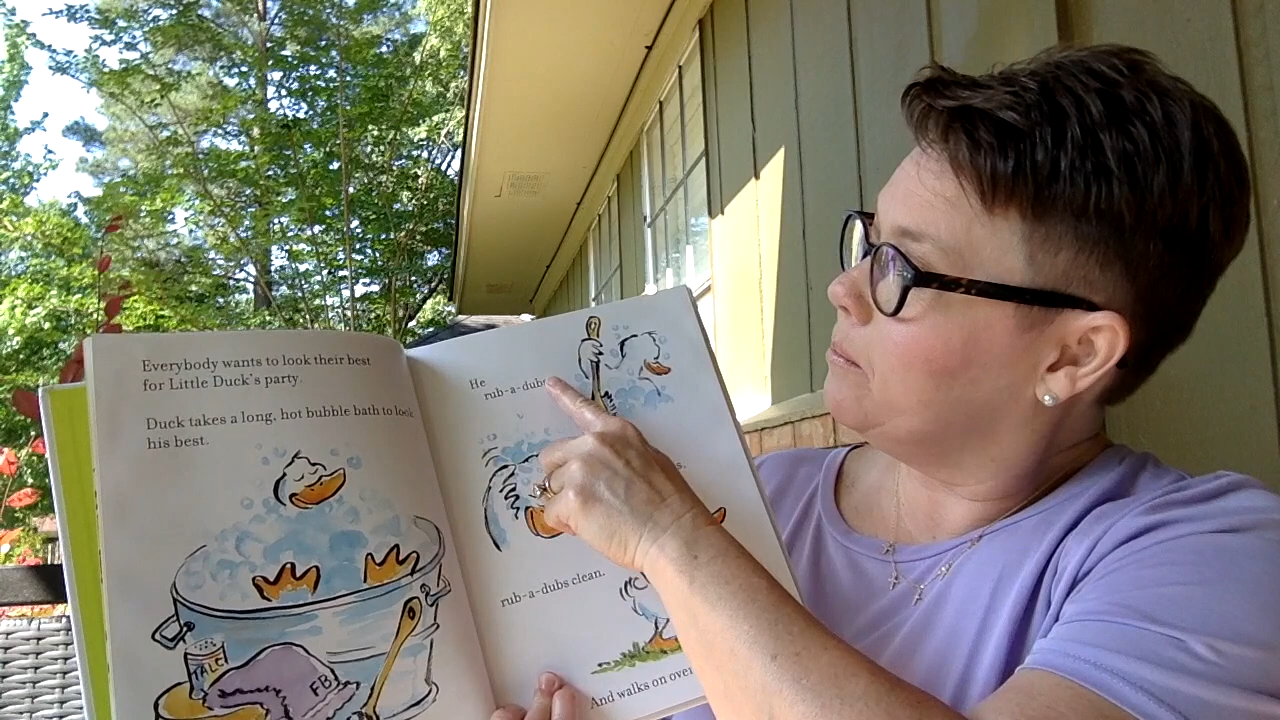 Everybody wants to look their best
for Little Duck's party.
Duck takes a long, hot bubble bath to look
his best.
TALC
FB
He
rub-a-dubs
rub-a-dubs clean.
And walks on over